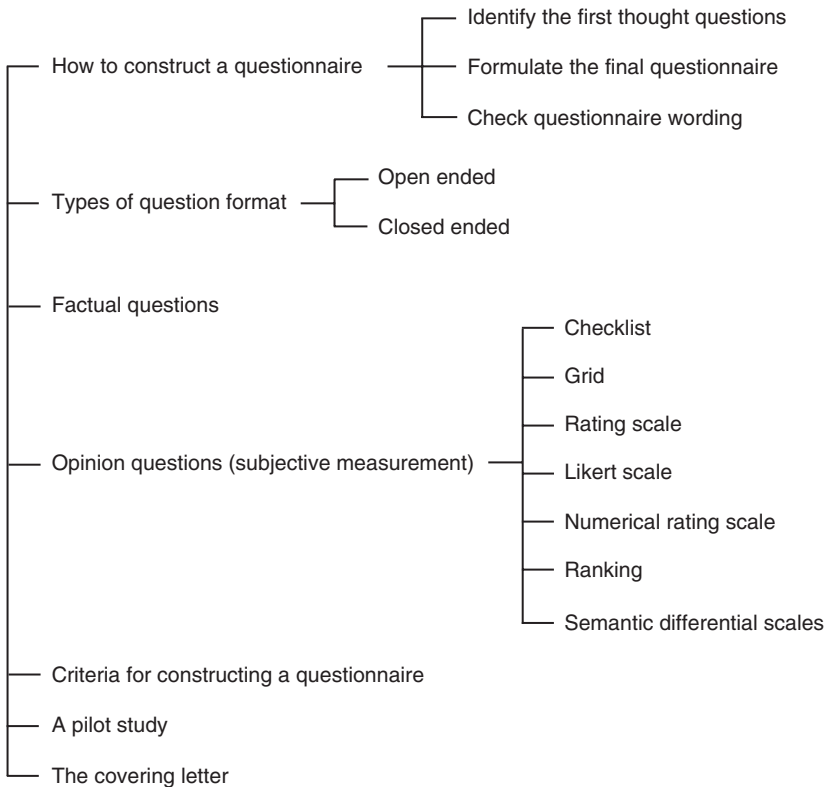 How to construct a questionnaire
Identify the first thought questions
Formulate the final questionnaire
Check questionnaire wording
Types of question format
Open ended
Closed ended
Factual questions
Opinion questions (subjective measurement)
Checklist
Grid
Rating scale
Likert scale
Numerical rating scale
Ranking
Semantic differential scales
Criteria for constructing a questionnaire
A pilot study
The covering letter